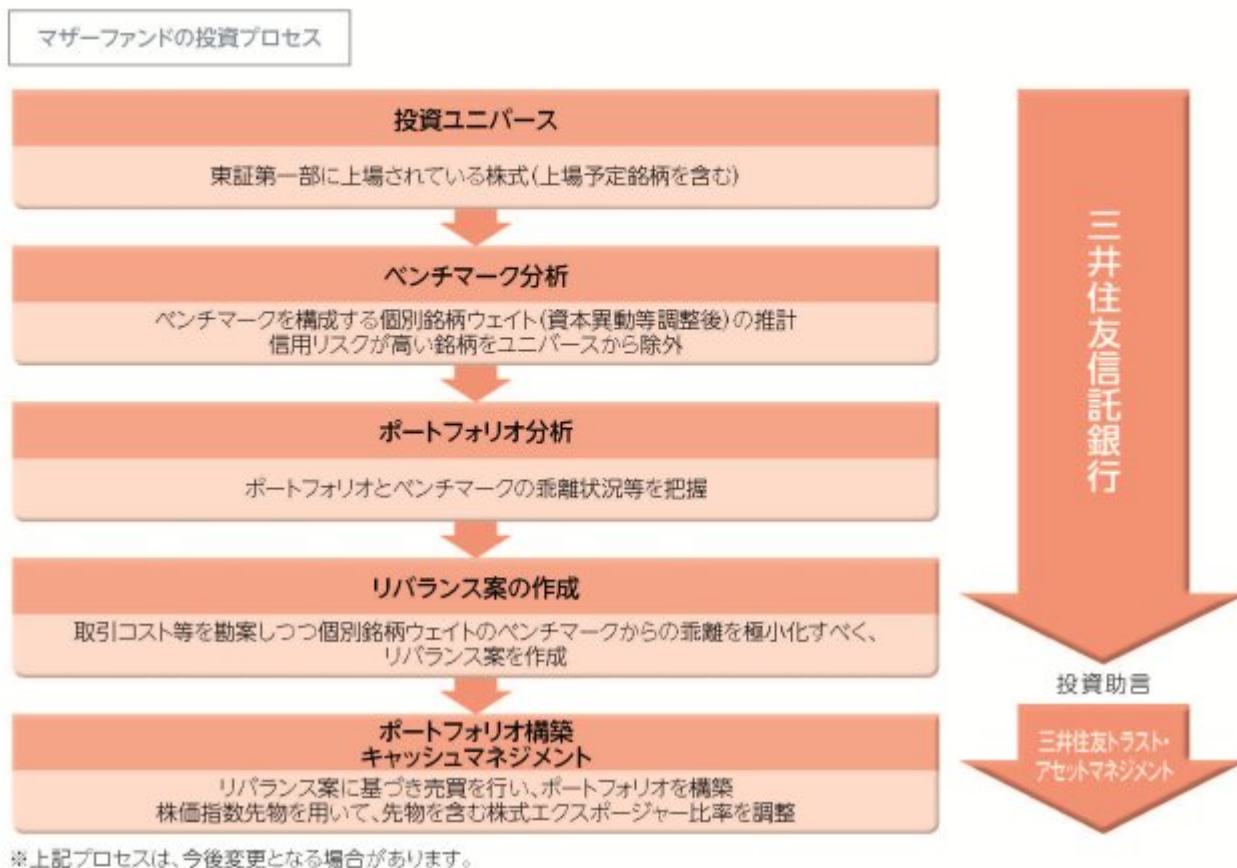 マザーファンドの投資プロセス
投資ユニバース
東証第一部に上場されている株式(上場予定銘柄を含む)
ベンチマーク分析
ベンチマークを構成する個別銘柄ウェイト(資本異動等調整後)の推計
信用リスクが高い銘柄をユニバースから除外
ポートフォリオ分析
ポートフォリオとベンチマークの乖離状況等を把握
リバランス案の作成
取引コスト等を勘案しつつ個別銘柄ウェイトのベンチマークからの乖離を極小化すべく、
リバランス案を作成
ポートフォリオ構築
キャッシュマネジメント
リバランス案に基づき売買を行い、ポートフォリオを構築
株価指数先物を用いて、先物を含む株式エクスポージャー比率を調整
三井住友信託銀行
投資助言
三井住友トラスト・
アセットマネジメント
※上記プロセスは、今後変更となる場合があります。